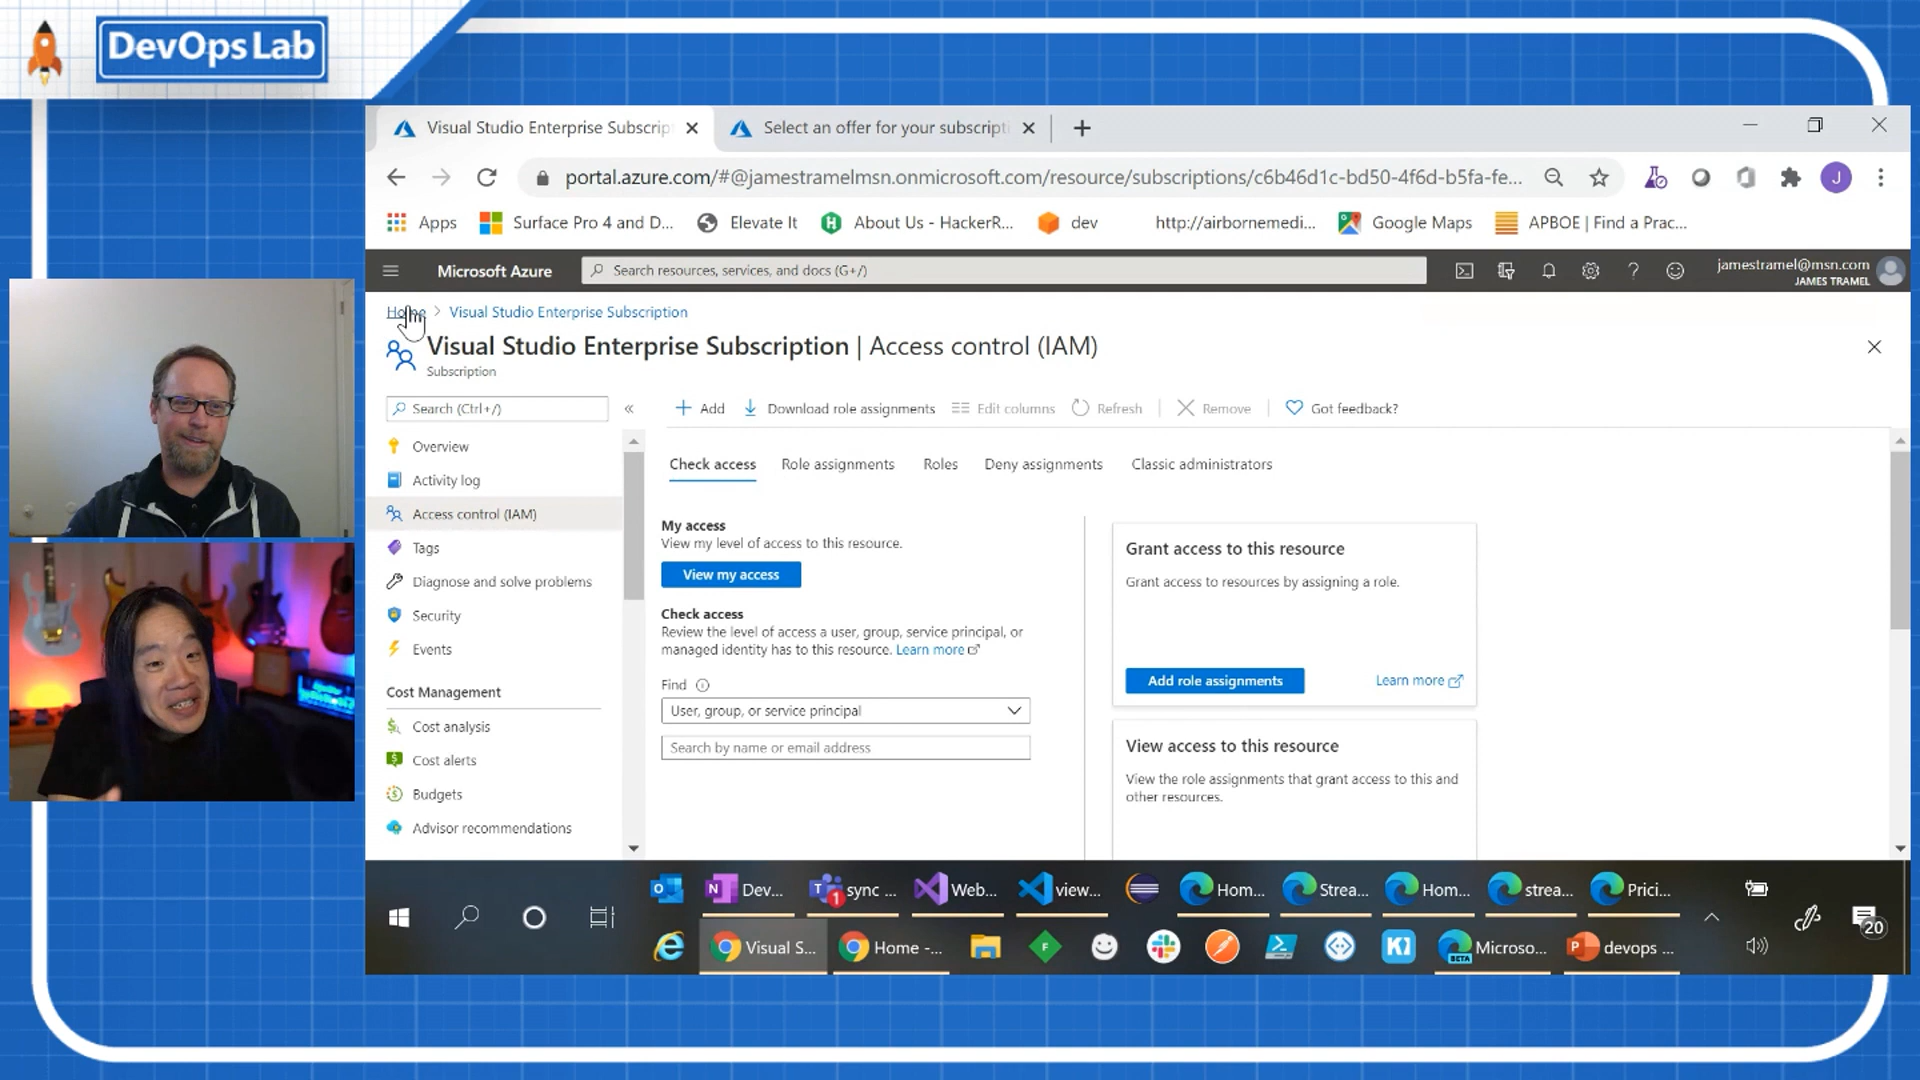 DevOps Lab
Visual Studio Enterprise Subscrip
Select an offer for your subscripti
portal.azure.com/#@jamestramelmsn.onmicrosoft.com/resource/subscriptions/c6b46d1c-bd50-4f6d-b5fa-fe...
J
Apps
Surface Pro 4 and D...
Elevate It
About Us - HackerR...
dev
http://airbornemedi...
Google Maps
APBOE | Find a Prac...
Microsoft Azure
Search resources, services, and docs (G+/)
jamestramel@msn.com
JAMES TRAMEL
Home > Visual Studio Enterprise Subscription
Visual Studio Enterprise Subscription | Access control (IAM)
Subscription
Search (Ctrl+/)
«
Add
Download role assignments
Edit columns
Refresh
Remove
Got feedback?
Overview
Activity log
Access control (IAM)
Tags
Diagnose and solve problems
Security
Events
Cost Management
Cost analysis
Cost alerts
Budgets
Advisor recommendations
Check access
Role assignments
Roles
Deny assignments
Classic administrators
My access
View my level of access to this resource.
View my access
Check access
Review the level of access a user, group, service principal, or
managed identity has to this resource. Learn more
Find
User, group, or service principal
Search by name or email address
Grant access to this resource
Grant access to resources by assigning a role.
Add role assignments
Learn more
View access to this resource
View the role assignments that grant access to this and
other resources.
Dev...
1
sync ...
Web...
view...
Hom...
Strea...
Hom...
strea...
Prici...
Visual S...
Home -...
F
K
BETA
Microso...
devops ...
20